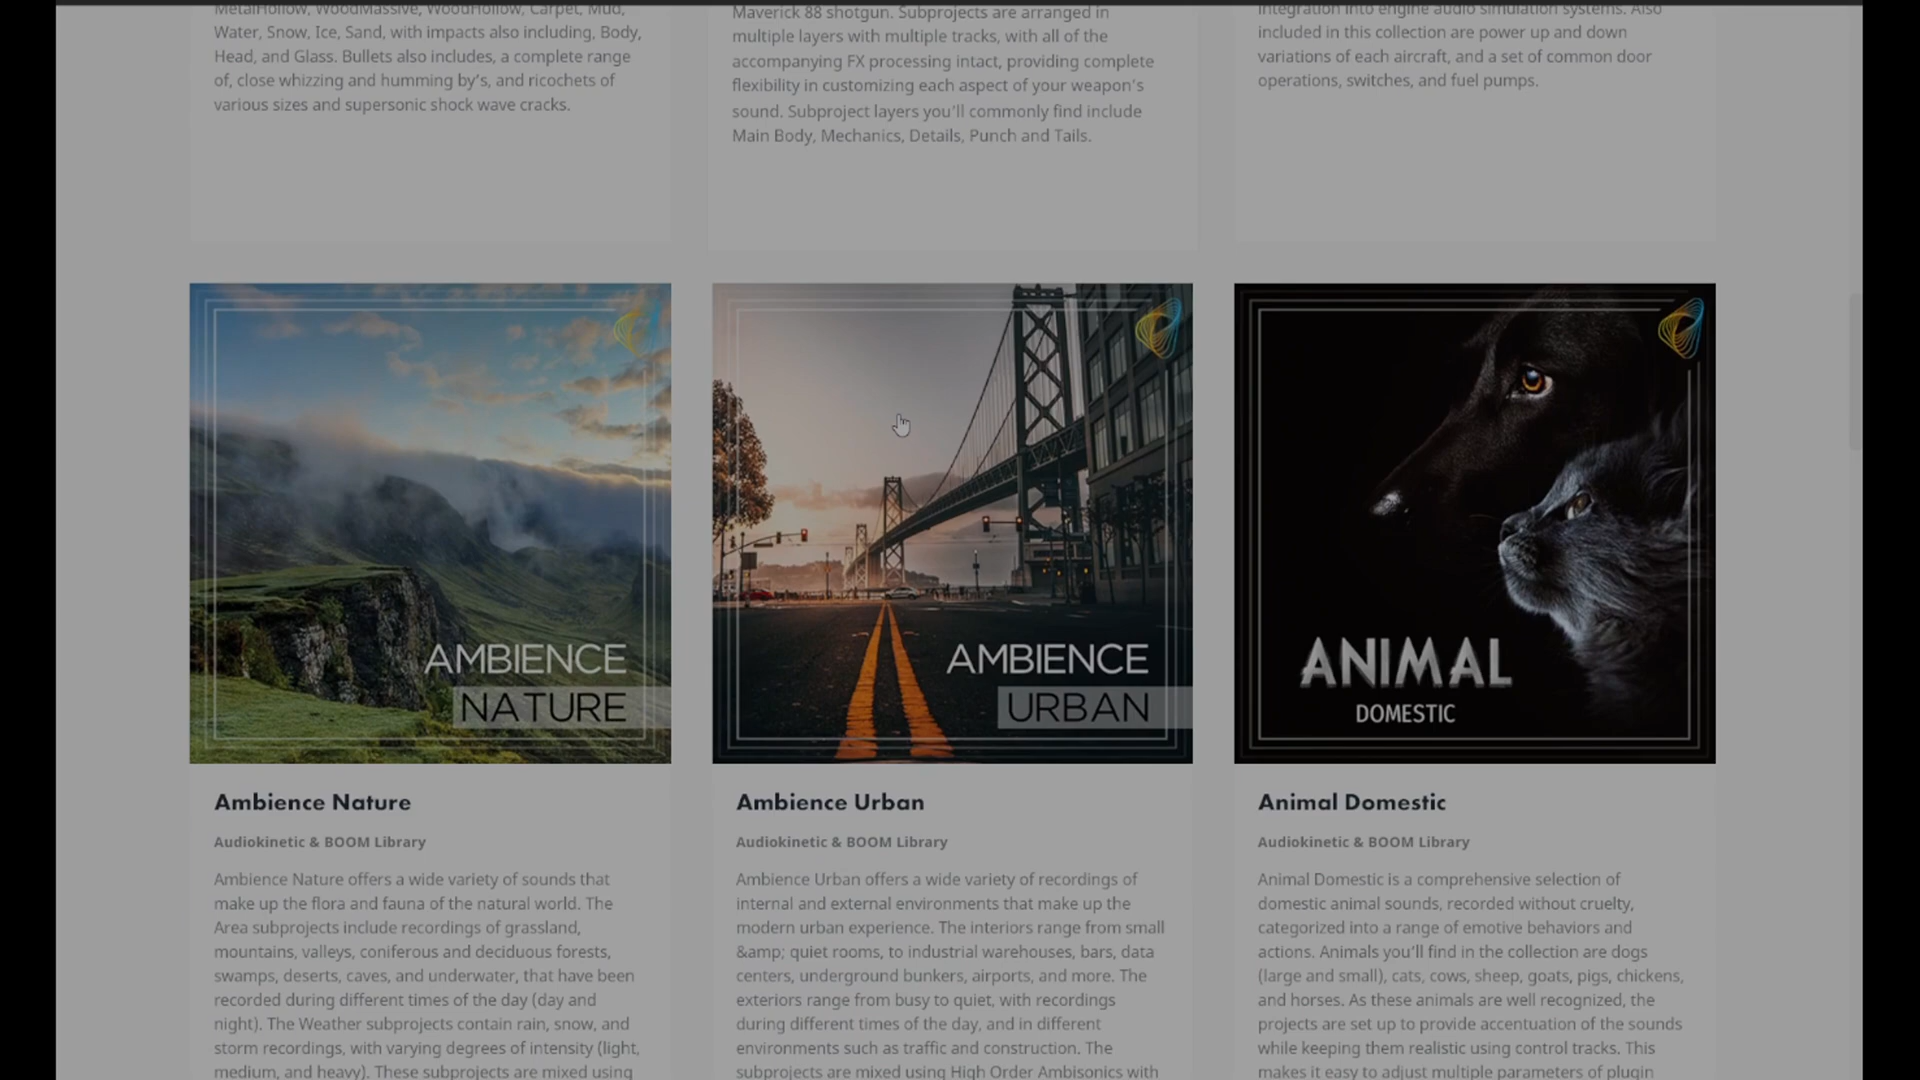 MetalHollow, WoodMassive, WoodHollow, Carpet, Mud,
Water, Snow, Ice, Sand, with impacts also including, Body,
Head, and Glass. Bullets also includes, a complete range
of, close whizzing and humming by's, and ricochets of
various sizes and supersonic shock wave cracks.
Maverick 88 shotgun. Subprojects are arranged in
multiple layers with multiple tracks, with all of the
accompanying FX processing intact, providing complete
flexibility in customizing each aspect of your weapon's
sound. Subproject layers you'll commonly find include
Main Body, Mechanics, Details, Punch and Tails.
integration into engine audio simulation systems. Also
included in this collection are power up and down
variations of each aircraft, and a set of common door
operations, switches, and fuel pumps.
AMBIENCE
NATURE
AMBIENCE
URBAN
ANIMAL
DOMESTIC
Ambience Nature
Audiokinetic & BOOM Library
Ambience Nature offers a wide variety of sounds that
make up the flora and fauna of the natural world. The
Area subprojects include recordings of grassland,
mountains, valleys, coniferous and deciduous forests,
swamps, deserts, caves, and underwater, that have been
recorded during different times of the day (day and
night). The Weather subprojects contain rain, snow, and
storm recordings, with varying degrees of intensity (light,
medium, and heavy). These subprojects are mixed using
Ambience Urban
Audiokinetic & BOOM Library
Ambience Urban offers a wide variety of recordings of
internal and external environments that make up the
modern urban experience. The interiors range from small
&amp; quiet rooms, to industrial warehouses, bars, data
centers, underground bunkers, airports, and more. The
exteriors range from busy to quiet, with recordings
during different times of the day, and in different
environments such as traffic and construction. The
subprojects are mixed using High Order Ambisonics with
Animal Domestic
Audiokinetic & BOOM Library
Animal Domestic is a comprehensive selection of
domestic animal sounds, recorded without cruelty,
categorized into a range of emotive behaviors and
actions. Animals you'll find in the collection are dogs
(large and small), cats, cows, sheep, goats, pigs, chickens,
and horses. As these animals are well recognized, the
projects are set up to provide accentuation of the sounds
while keeping them realistic using control tracks. This
makes it easy to adjust multiple parameters of plugin